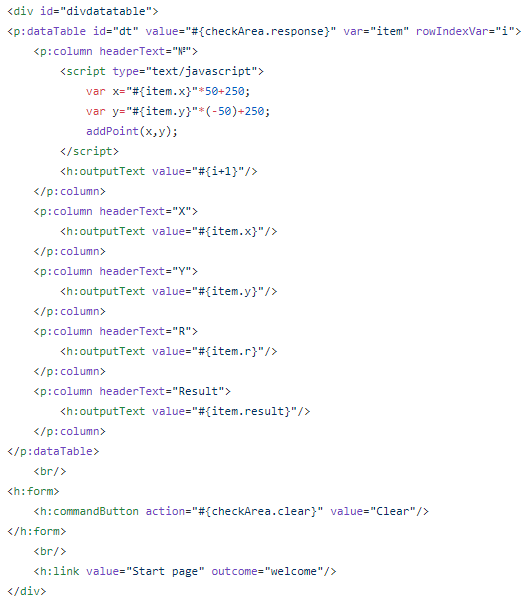 <div id="divdatatable">
<p:dataTable id="dt" value="#{checkArea.response}" var="item" rowIndexVar="i">
    <p:column headerText="№">
        <script type="text/javascript">
            var x="#{item.x}"*50+250;
            var y="#{item.y}"*(-50)+250;
            addPoint(x,y);
        </script>
        <h:outputText value="#{i+1}"/>
    </p:column>
    <p:column headerText="X">
        <h:outputText value="#{item.x}"/>
    </p:column>
    <p:column headerText="Y">
        <h:outputText value="#{item.y}"/>
    </p:column>
    <p:column headerText="R">
        <h:outputText value="#{item.r}"/>
    </p:column>
    <p:column headerText="Result">
        <h:outputText value="#{item.result}"/>
    </p:column>
</p:dataTable>
    <br/>
<h:form>
    <h:commandButton action="#{checkArea.clear}" value="Clear"/>
</h:form>
    <br/>
    <h:link value="Start page" outcome="welcome"/>
</div>